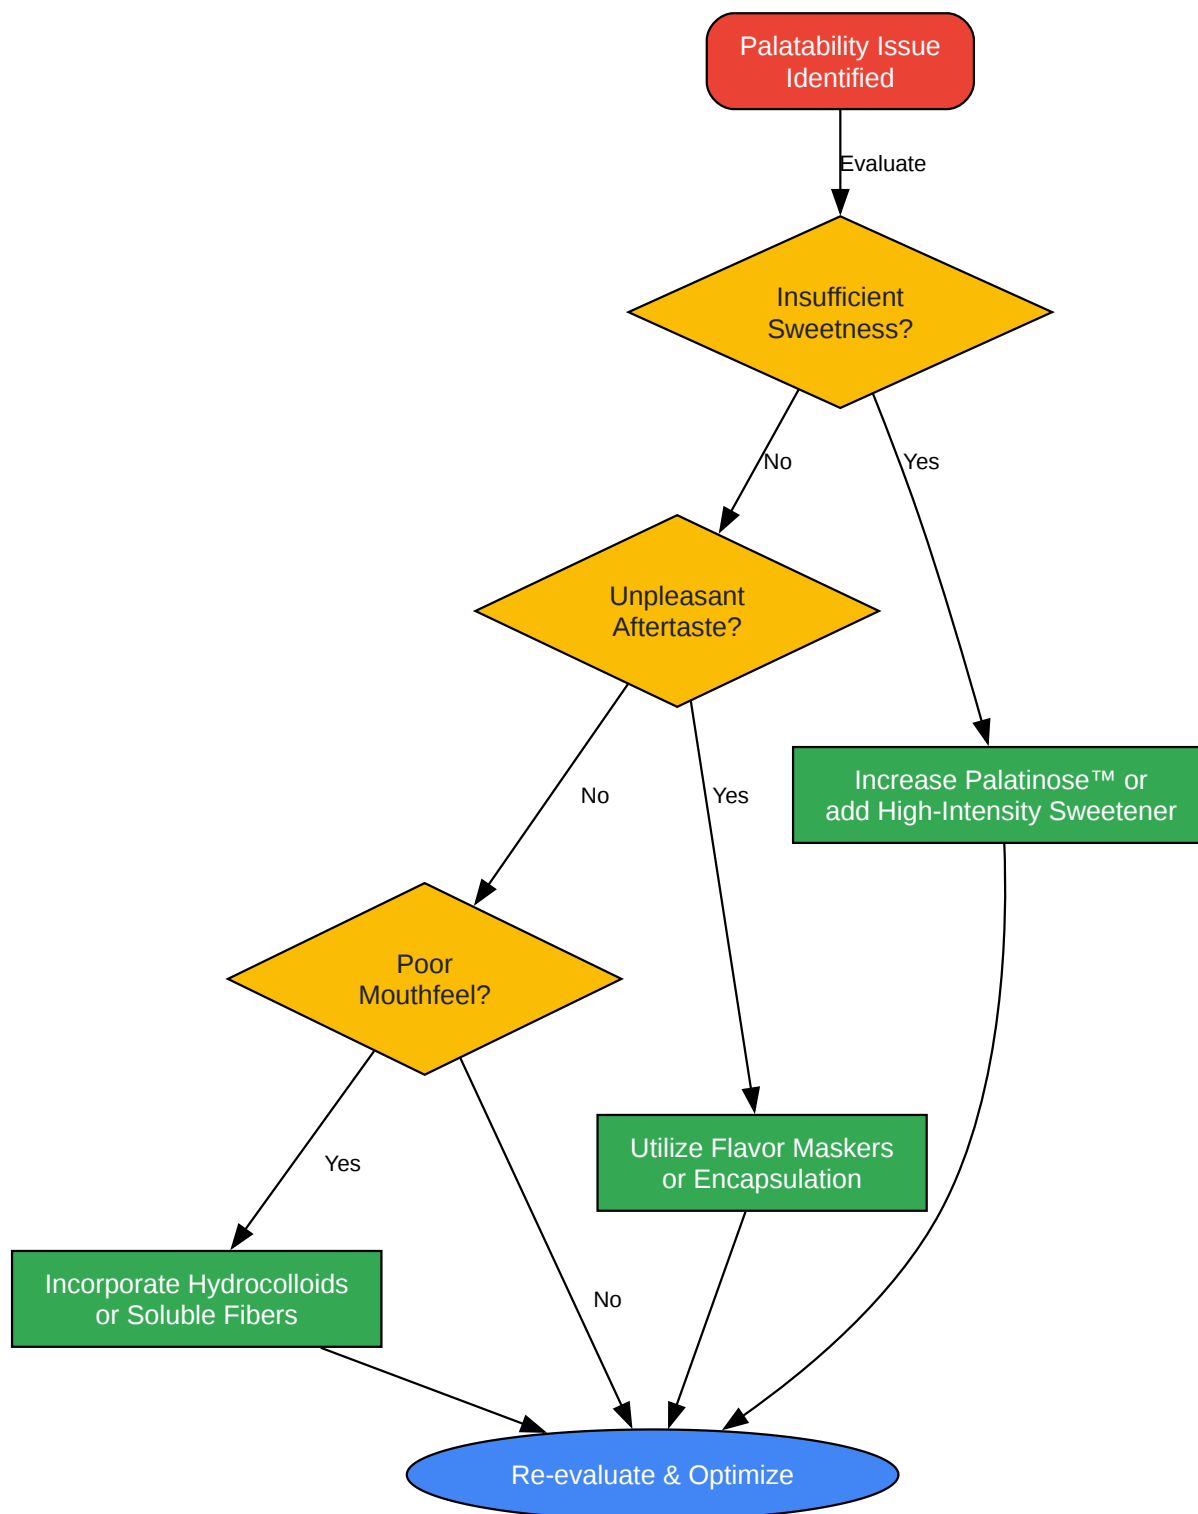 Palatability Issue
Identified
Evaluate
Insufficient
Sweetness?
No
Yes
Unpleasant
Aftertaste?
No
Yes
Increase Palatinose™ or
add High-Intensity Sweetener
Poor
Mouthfeel?
Yes
No
Utilize Flavor Maskers
or Encapsulation
Incorporate Hydrocolloids
or Soluble Fibers
Re-evaluate & Optimize